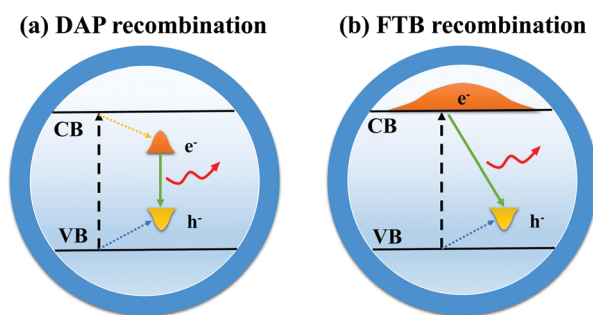 (a) DAP recombination
(b) FTB recombination
CB
e-
h-
VB
e-
CB
h-
VB